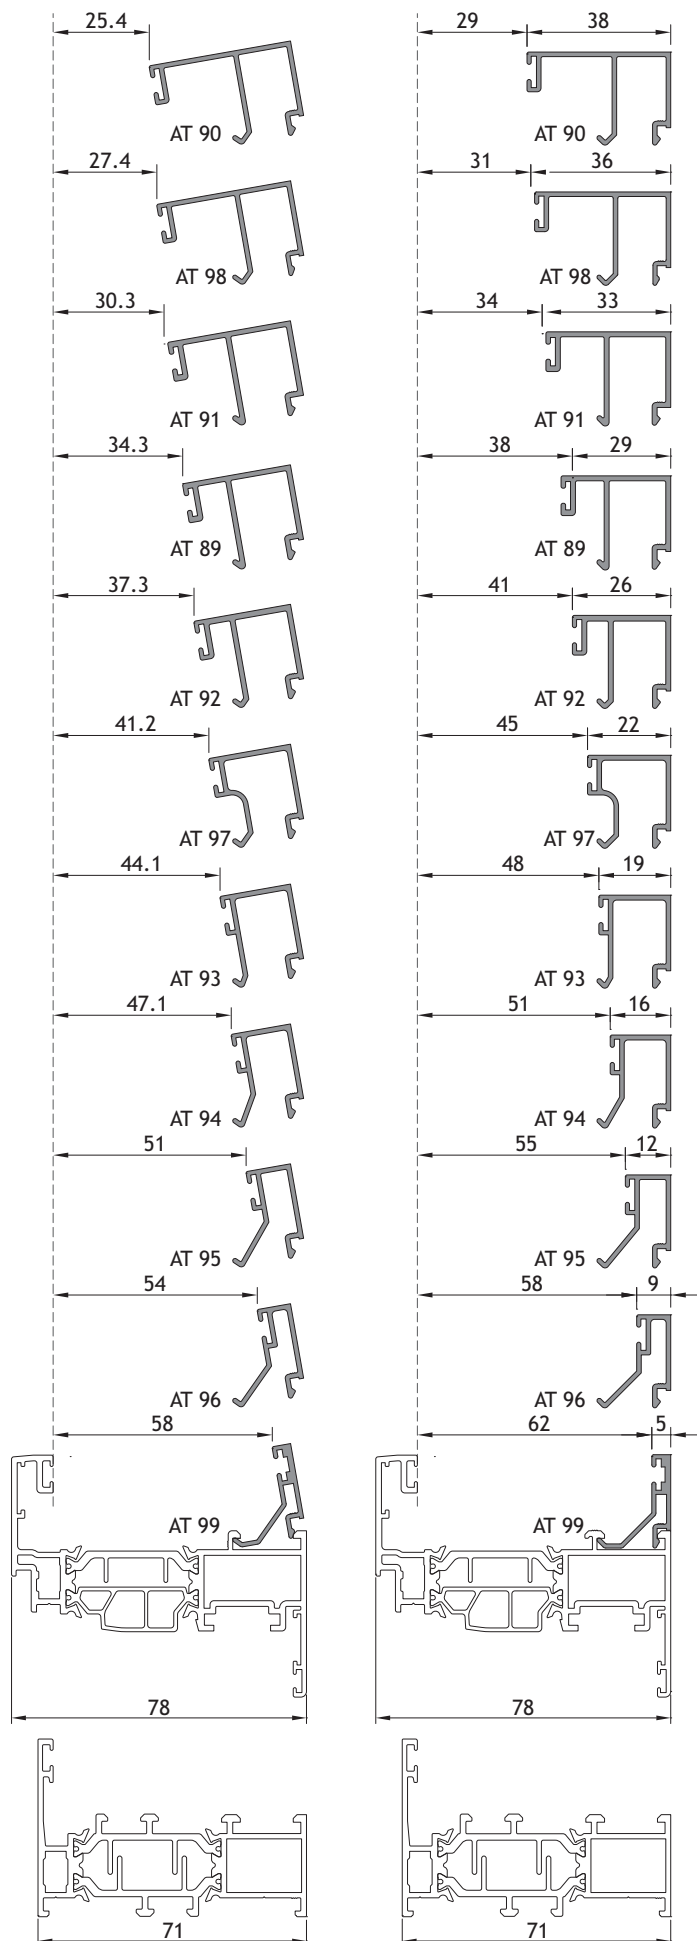 25.4 29 38
AT 90 AT 90
27.4 31 36
AT 98 AT 98
30.3 34 33
AT 91 AT 91
34.3 38 29
AT 89 AT 89
37.3 41 26
AT 92 AT 92
41.2 45 22
AT 97 AT 97
44.1 48 19
AT 93 AT 93
47.1 51 16
AT 94 AT 94
51 55 12
AT 95 AT 95
54 58 9
AT 96 AT 96
58 62 5
AT 99 AT 99
78 78
71 71